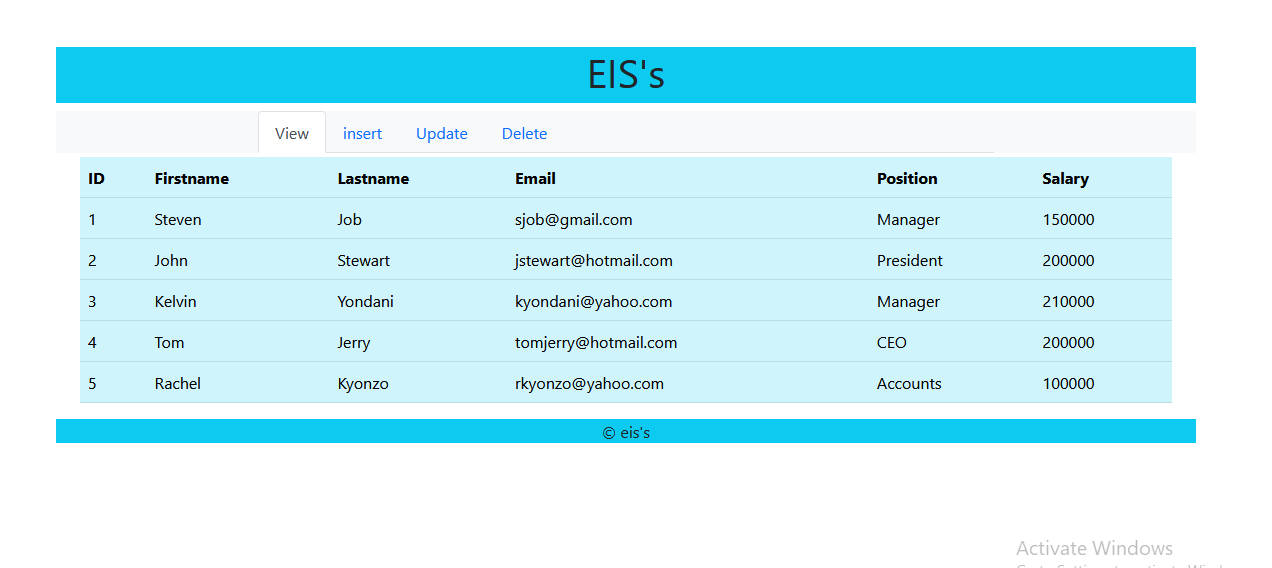 EIS's
View insert Update Delete
ID Firstname Lastname Email Position Salary
1 Steven Job sjob@gmail.com Manager 150000
2 John Stewart jstewart@hotmail.com President 200000
3 Kelvin Yondani kyondani@yahoo.com Manager 210000
4 Tom Jerry tomjerry@hotmail.com CEO 200000
5 Rachel Kyonzo rkyonzo@yahoo.com Accounts 100000
© eis's
Activate Windows